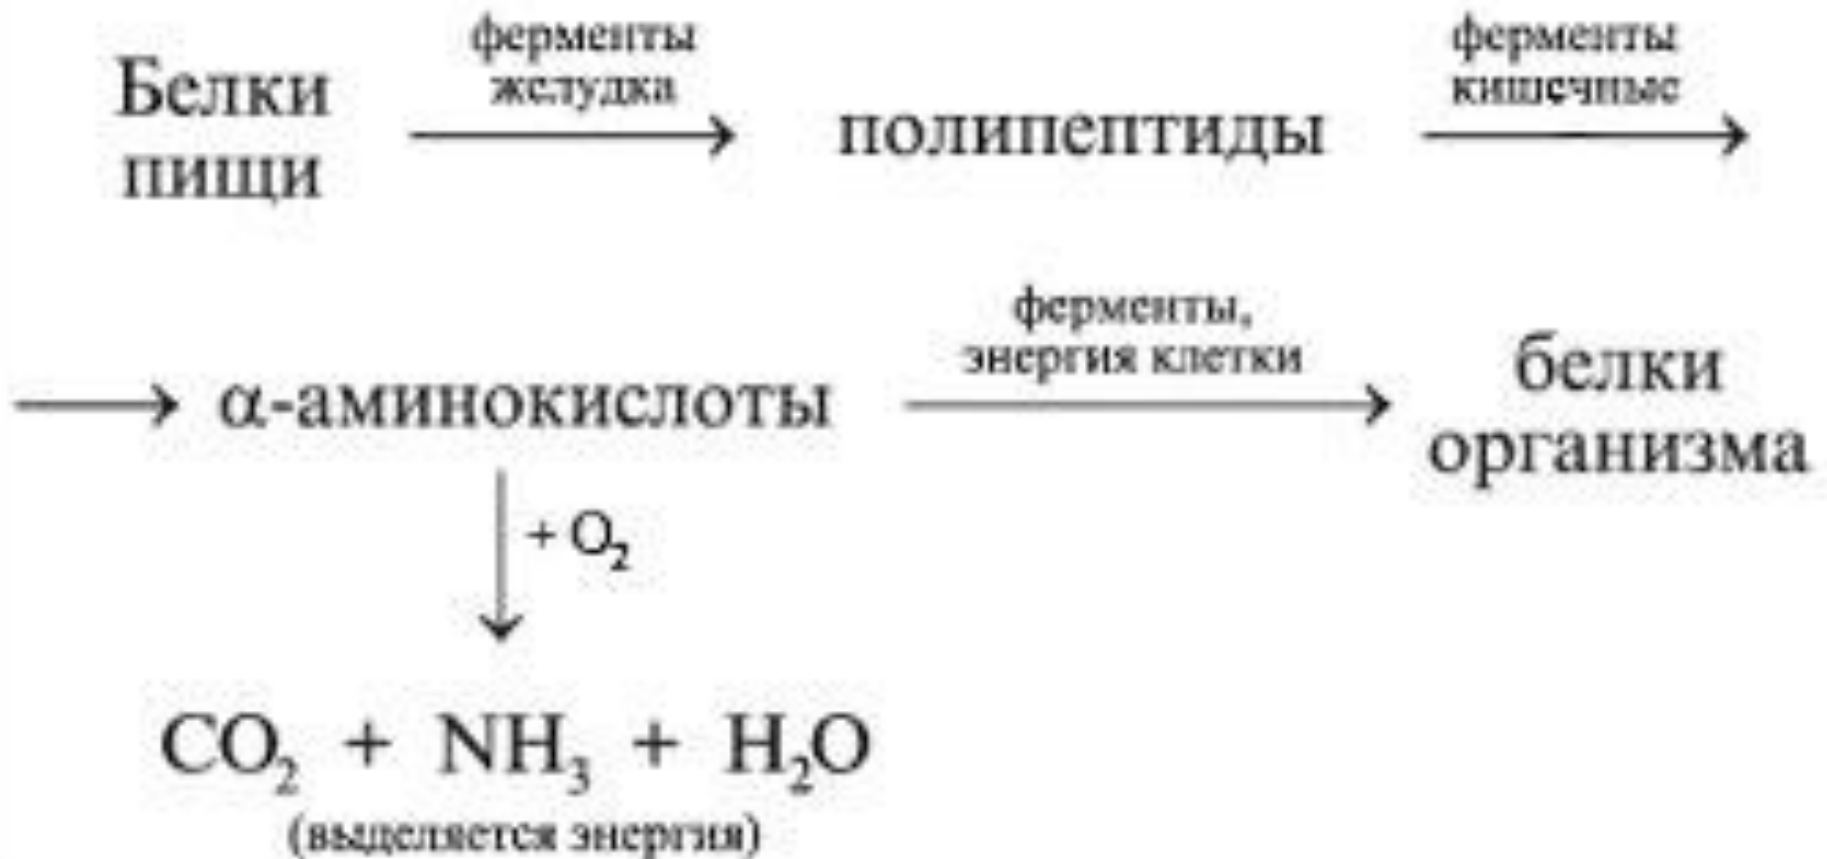 ферменты
желудка
Белки
пищи
полипептиды
ферменты
кишечные
α-аминокислоты
ферменты,
энергия клетки
белки
организма
+ O₂
CO₂ + NH₃ + H₂O
(выделяется энергия)